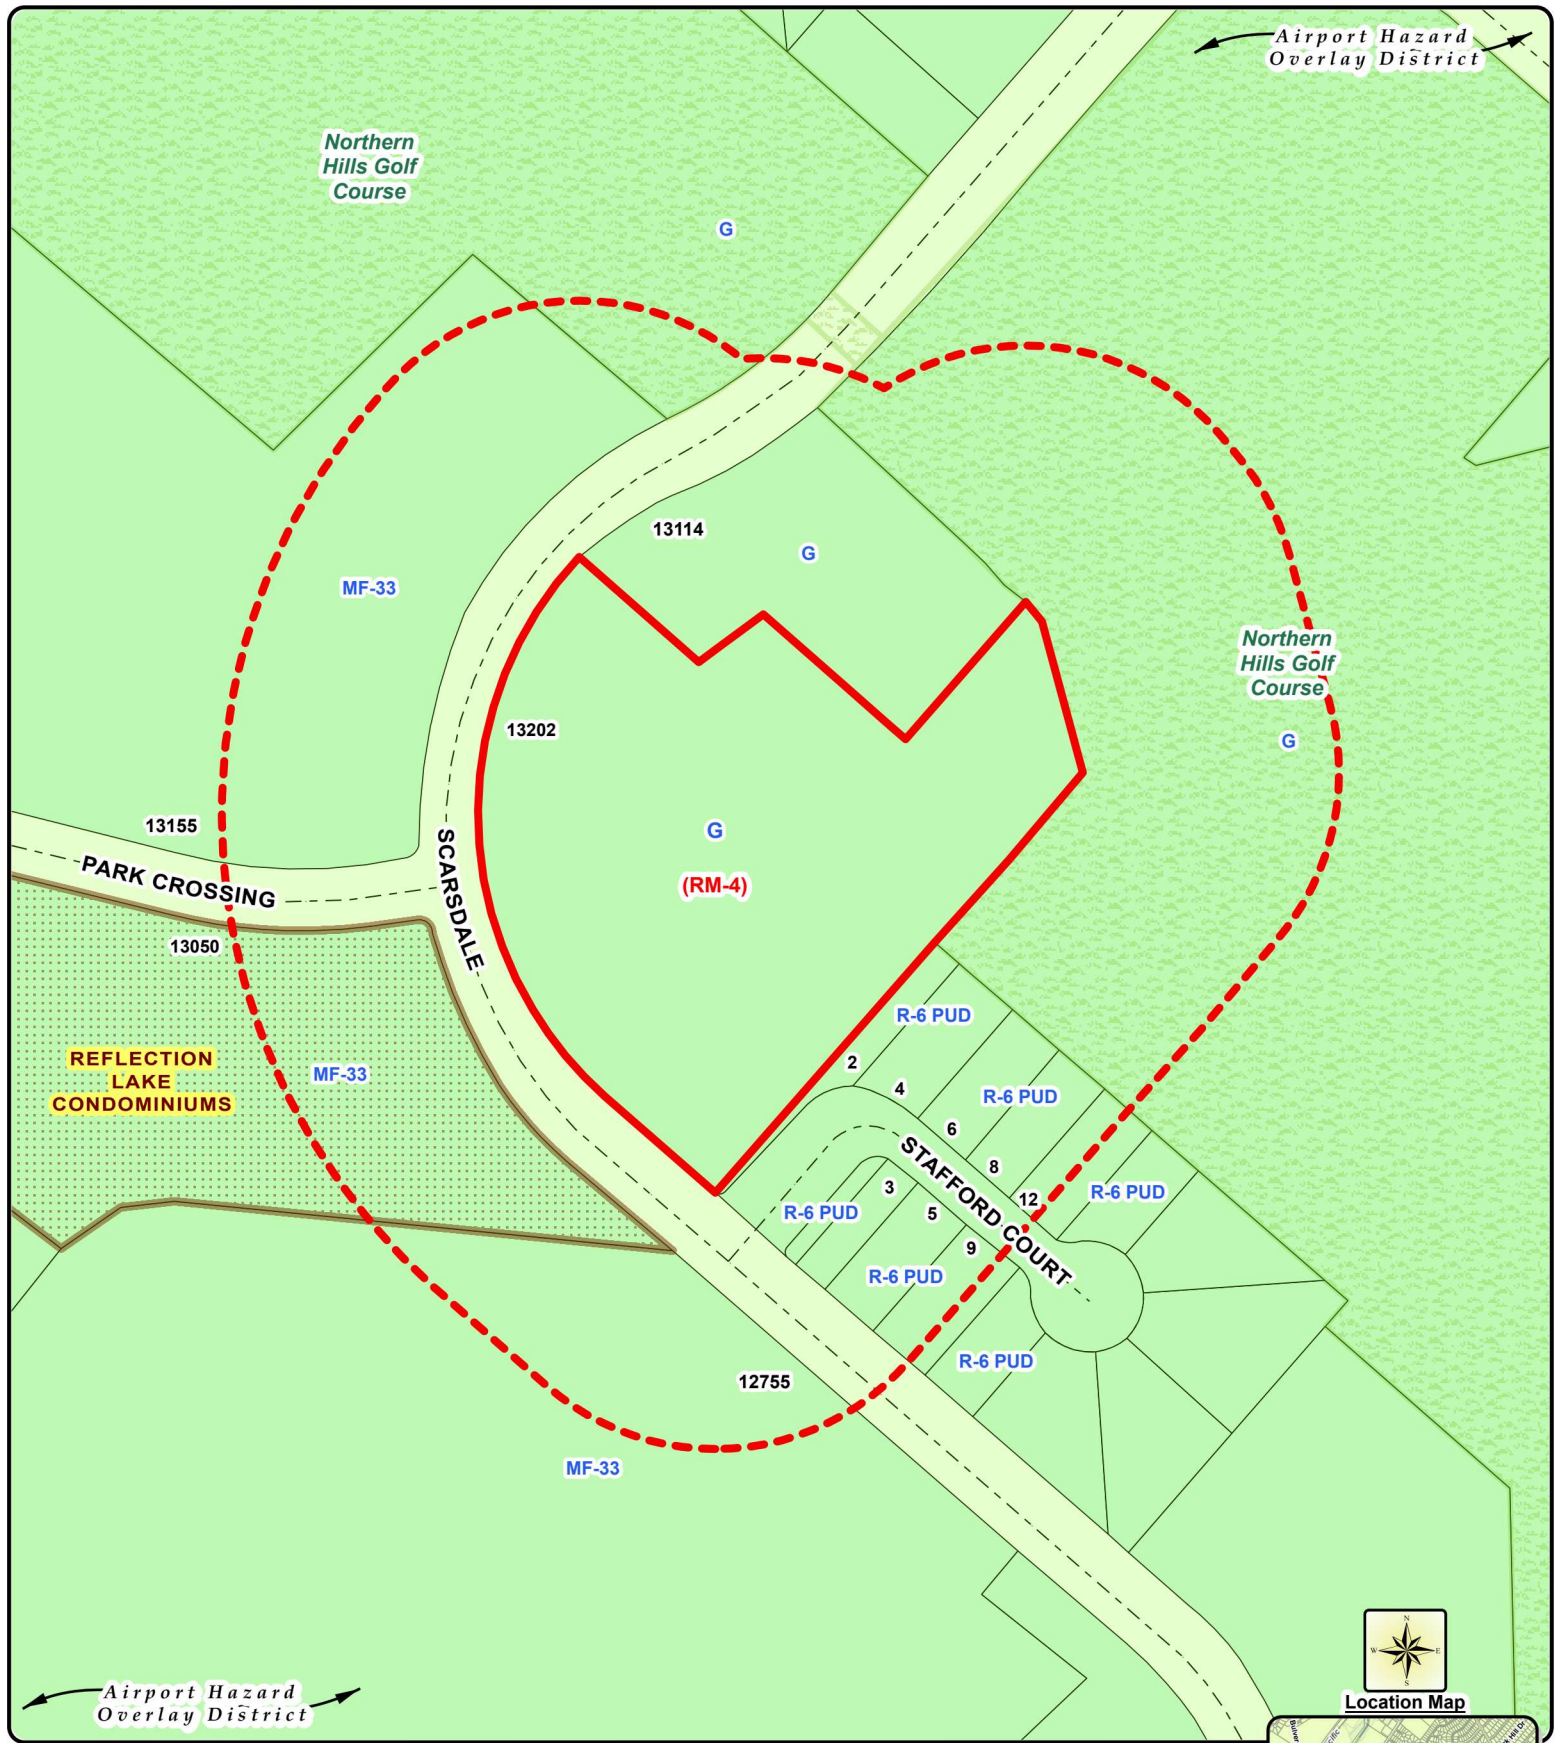 Airport Hazard
Overlay District
Northern
Hills Golf
Course
G
13114
G
MF-33
Northern
Hills Golf
Course
13202
G
13155
G
PARK CROSSING
SCARSDALE
(RM-4)
13050
R-6 PUD
REFLECTION
LAKE
CONDOMINIUMS
MF-33
2
4
R-6 PUD
6
8
STAFFORD COURT
3
12
R-6 PUD
5
R-6 PUD
9
R-6 PUD
R-6 PUD
12755
MF-33
N
W
E
S
Airport Hazard
Overlay District
Location Map